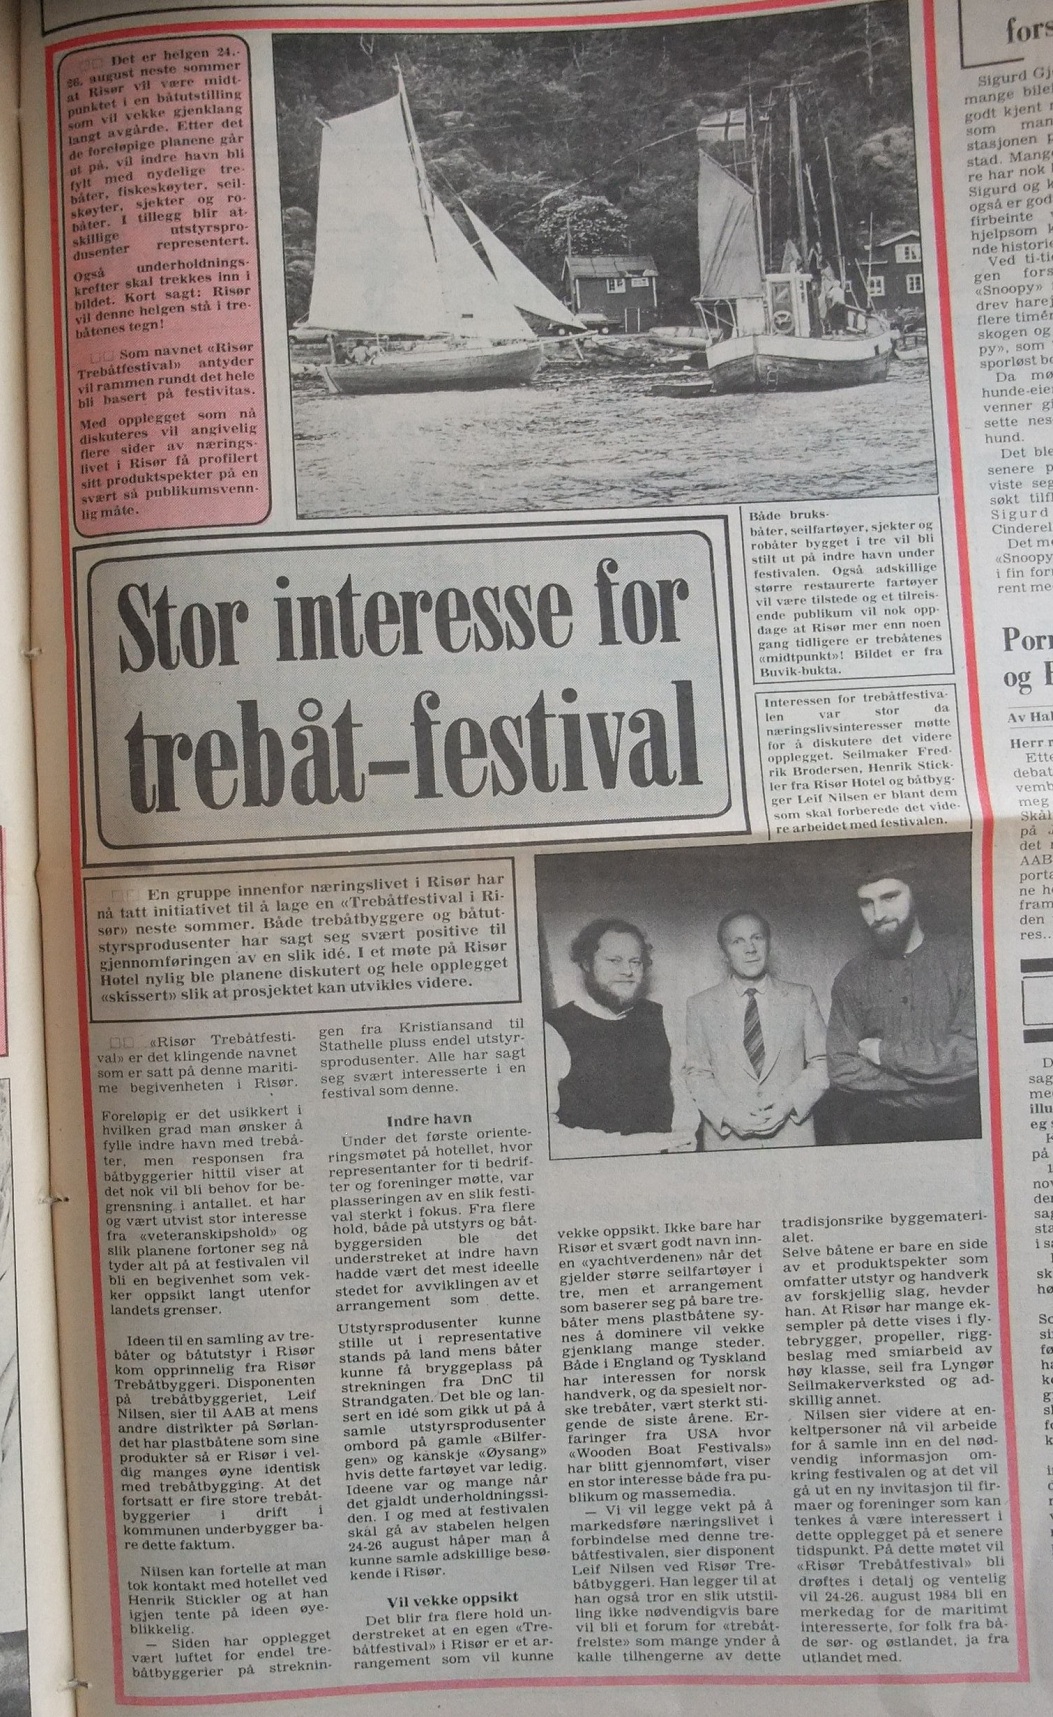 Det er helgen 24.-
26. august neste sommer
at Risør vil være midt-
punktet i en båtutstilling
som vil vekke gjenklang
langt avgårde. Etter det
de foreløpige planene går
ut på, vil indre havn bli
fylt med nydelige tre-
båter, fiskeskøyter, seil-
skøyter, sjekter og ro-
båter. I tillegg blir at-
skillige utstyrspro-
dusenter representert.
Også underholdnings-
krefter skal trekkes inn i
bildet. Kort sagt: Risør
vil denne helgen stå i tre-
båtenes tegn!
Som navnet «Risør
Trebåtfestival» antyder
vil rammen rundt det hele
bli basert på festivitas.
Med opplegget som nå
diskuteres vil angivelig
flere sider av nærings-
livet i Risør få profilert
sitt produktspekter på en
svært så publikumsvenn-
lig måte.
Både bruks-
båter, seilfartøyer, sjekter og
robåter bygget i tre vil bli
stilt ut på indre havn under
festivalen. Også adskillige
større restaurerte fartøyer
vil være tilstede og et tilreis-
ende publikum vil nok opp-
dage at Risør mer enn noen
gang tidligere er trebåtenes
«midtpunkt»! Bildet er fra
Buvik-bukta.
Stor interesse for
trebåt-festival
Interessen for trebåtfestiva-
len var stor da
næringslivsinteresser møtte
for å diskutere det videre
opplegget. Seilmaker Fred-
rik Brodersen, Henrik Stick-
ler fra Risør Hotel og båtbyg-
ger Leif Nilsen er blant dem
som skal forberede det vide-
re arbeidet med festivalen.
En gruppe innenfor næringslivet i Risør har
nå tatt initiativet til å lage en «Trebåtfestival i Ri-
sør» neste sommer. Både trebåtbyggere og båtut-
styrsprodusenter har sagt seg svært positive til
gjennomføringen av en slik idé. I et møte på Risør
Hotel nylig ble planene diskutert og hele opplegget
«skissert» slik at prosjektet kan utvikles videre.
«Risør Trebåtfesti-
val» er det klingende navnet
som er satt på denne mariti-
me begivenheten i Risør.
Foreløpig er det usikkert i
hvilken grad man ønsker å
fylle indre havn med trebå-
ter, men responsen fra
båtbyggerier hittil viser at
det nok vil bli behov for be-
grensning i antallet. et har
og vært utvist stor interesse
fra «veteranskipshold» og
slik planene fortoner seg nå
tyder alt på at festivalen vil
bli en begivenhet som vek-
ker oppsikt langt utenfor
landets grenser.
Ideen til en samling av tre-
båter og båtutstyr i Risør
kom opprinnelig fra Risør
Trebåtbyggeri. Disponenten
på trebåtbyggeriet, Leif
Nilsen, sier til AAB at mens
andre distrikter på Sørlan-
det har plastbåtene som sine
produkter så er Risør i vel-
dig manges øyne identisk
med trebåtbygging. At det
fortsatt er fire store trebåt-
byggerier i drift i
kommunen underbygger ba-
re dette faktum.
Nilsen kan fortelle at man
tok kontakt med hotellet ved
Henrik Stickler og at han
igjen tente på ideen øye-
blikkelig.
— Siden har opplegget
vært luftet for endel tre-
båtbyggerier på streknin-
gen fra Kristiansand til
Stathelle pluss endel utstyr-
sprodusenter. Alle har sagt
seg svært interesserte i en
festival som denne.
Indre havn
Under det første oriente-
ringsmøtet på hotellet, hvor
representanter for ti bedrif-
ter og foreninger møtte, var
plasseringen av en slik festi-
val sterkt i fokus. Fra flere
hold, både på utstyrs og båt-
byggersiden ble det
understreket at indre havn
hadde vært det mest ideelle
stedet for avviklingen av et
arrangement som dette.
Utstyrsprodusenter kunne
stille ut i representative
stands på land mens båter
kunne få bryggeplass på
strekningen fra DnC til
Strandgaten. Det ble og lan-
sert en idé som gikk ut på å
samle utstyrsprodusenter
ombord på gamle «Bilfer-
gen» og kanskje «Øysang»
hvis dette fartøyet var ledig.
Ideene var og mange når
det gjaldt underholdningssi-
den. I og med at festivalen
skal gå av stabelen helgen
24-26 august håper man å
kunne samle adskillige besø-
kende i Risør.
Vil vekke oppsikt
Det blir fra flere hold un-
derstreket at en egen «Tre-
båtfestival» i Risør er et ar-
rangement som vil kunne
vekke oppsikt. Ikke bare har
Risør et svært godt navn inn-
en «yachtverdenen» når det
gjelder større seilfartøyer i
tre, men et arrangement
som baserer seg på bare tre-
båter mens plastbåtene sy-
nes å dominere vil vekke
gjenklang mange steder.
Både i England og Tyskland
har interessen for norsk
handverk, og da spesielt nor-
ske trebåter, vært sterkt sti-
gende de siste årene. Er-
faringer fra USA hvor
«Wooden Boat Festivals»
har blitt gjennomført, viser
en stor interesse både fra pu-
blikum og massemedia.
— Vi vil legge vekt på å
markedsføre næringslivet i
forbindelse med denne tre-
båtfestivalen, sier disponent
Leif Nilsen ved Risør Tre-
båtbyggeri. Han legger til at
han også tror en slik utstil-
ling ikke nødvendigvis bare
vil bli et forum for «trebåt-
frelste» som mange ynder å
kalle tilhengerne av dette
tradisjonsrike byggemateri-
alet.
Selve båtene er bare en side
av et produktspekter som
omfatter utstyr og handverk
av forskjellig slag, hevder
han. At Risør har mange ek-
sempler på dette vises i fly-
tebrygger, propeller, rigg-
beslag med smiarbeid av
høy klasse, seil fra Lyngør
Seilmakerverksted og ad-
skillig annet.
Nilsen sier videre at en-
keltpersoner nå vil arbeide
for å samle inn en del nød-
vendig informasjon om-
kring festivalen og at det vil
gå ut en ny invitasjon til fir-
maer og foreninger som kan
tenkes å være interessert i
dette opplegget på et senere
tidspunkt. På dette møtet vil
«Risør Trebåtfestival» bli
drøftes i detalj og ventelig
vil 24-26. august 1984 bli en
merkedag for de maritimt
interesserte, for folk fra bå-
de sør- og østlandet, ja fra
utlandet med.